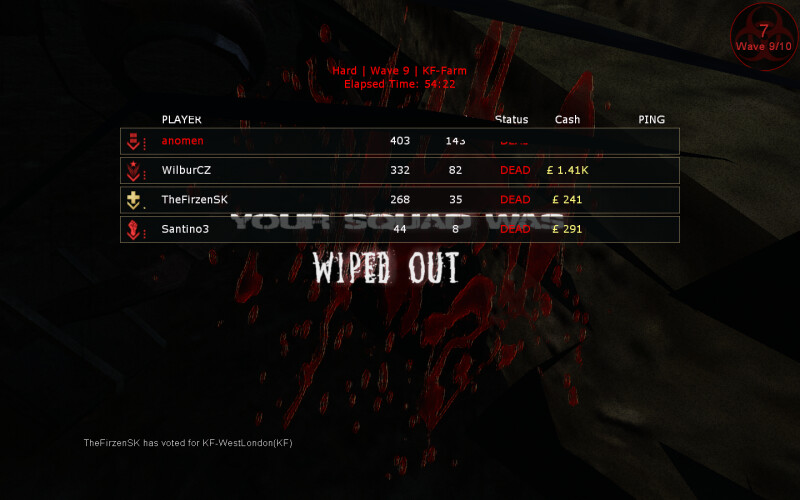 7
Wave 9/10
Hard | Wave 9 | KF-Farm
Elapsed Time: 54:22
PLAYER Status Cash PING
anomen 403 143 DEAD
WilburCZ 332 82 DEAD £ 1.41K
TheFirzenSK 268 35 DEAD £ 241
YOUR SQUAD WAS
Santino3 44 8 DEAD £ 291
WIPED OUT
TheFirzenSK has voted for KF-WestLondon(KF)